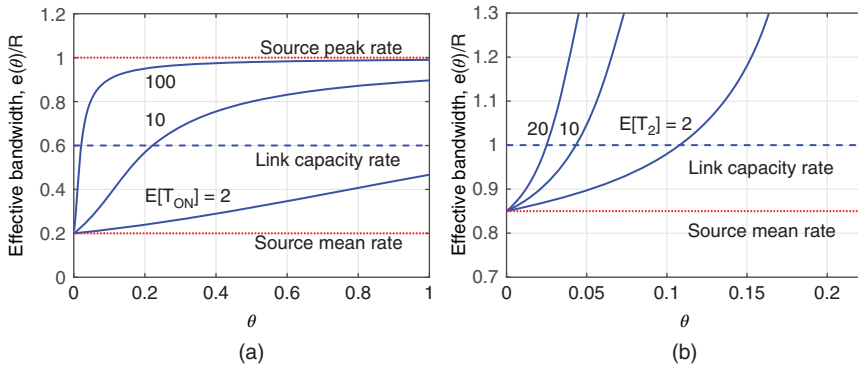 Effective bandwidth, e(θ)/R
1.2
1
0.8
0.6
0.4
0.2
0
Source peak rate
100
10
Link capacity rate
E[T_ON] = 2
Source mean rate
0 0.2 0.4 0.6 0.8 1
θ
(a)
Effective bandwidth, e(θ)/R
1.3
1.2
1.1
1
0.9
0.8
0.7
20 10 E[T_2] = 2
Link capacity rate
Source mean rate
0 0.05 0.1 0.15 0.2
θ
(b)